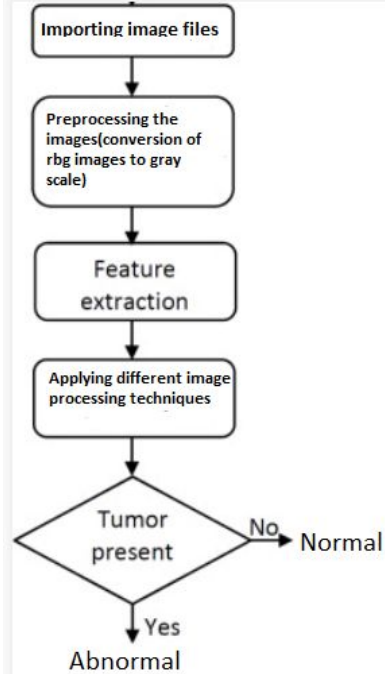 Importing image files
Preprocessing the
images(conversion of
rbg images to gray
scale)
Feature
extraction
Applying different image
processing techniques
Tumor
present
No
Normal
Yes
Abnormal